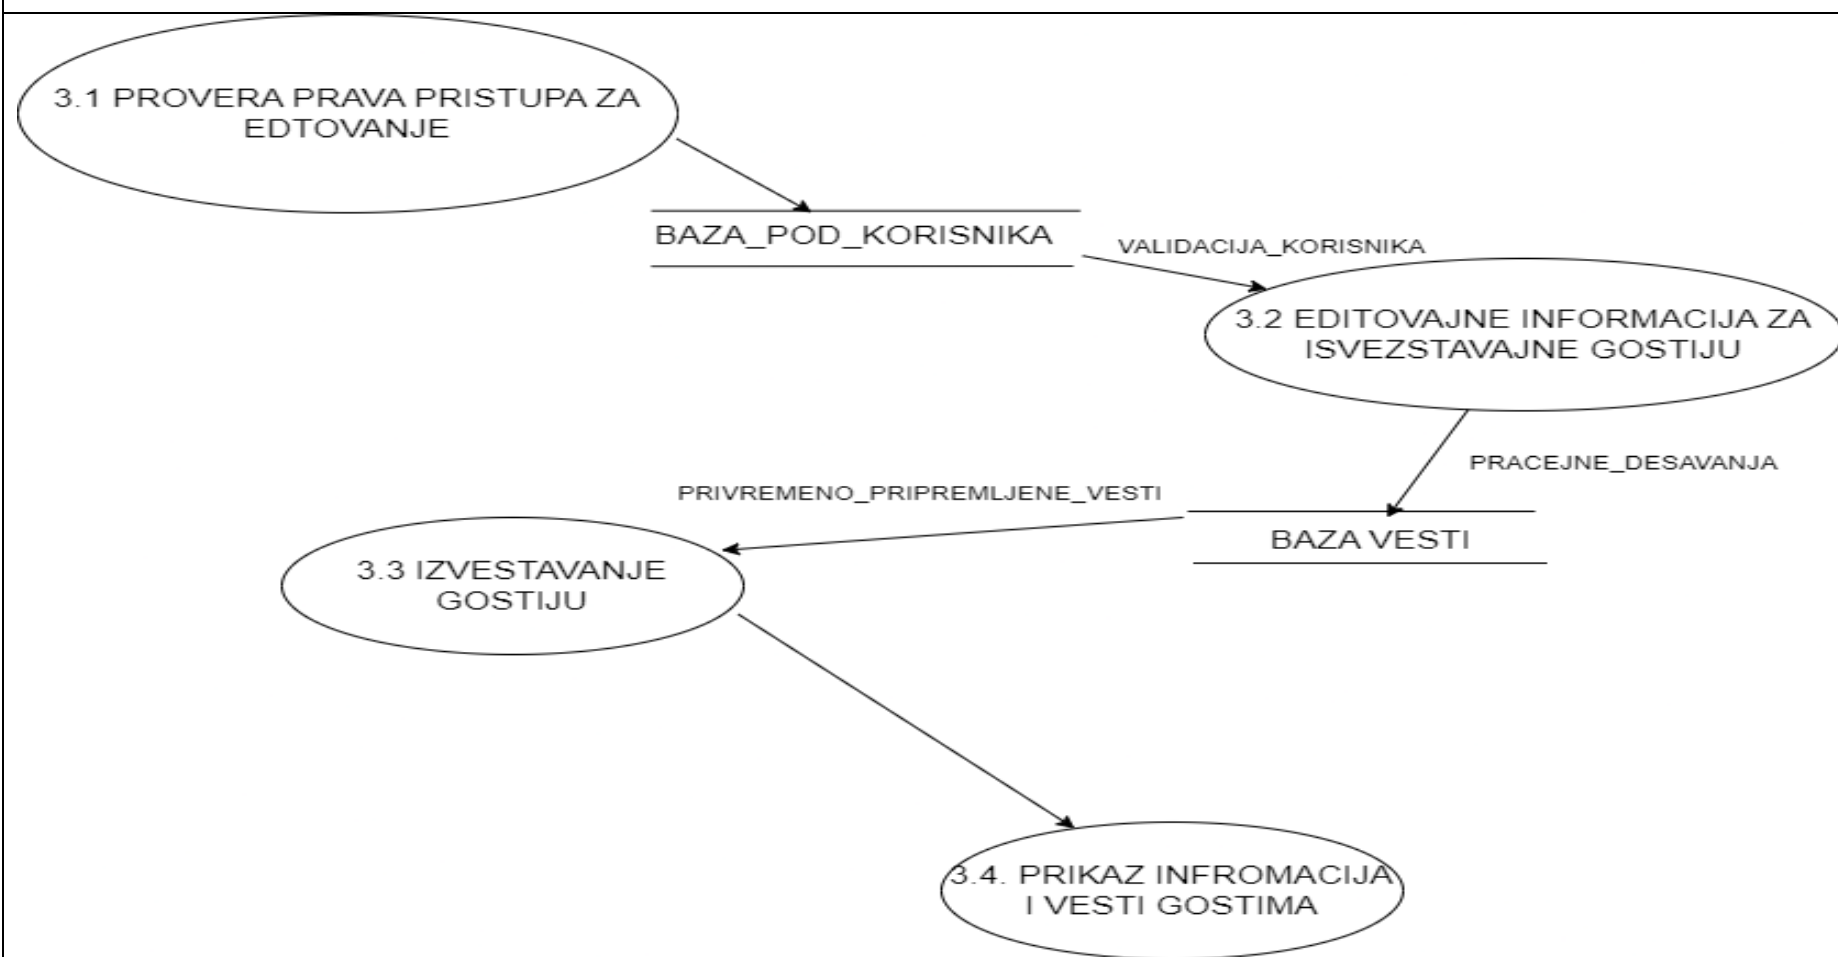 3.1 PROVERA PRAVA PRISTUPA ZA
EDTOVANJE
BAZA_POD_KORISNIKA
VALIDACIJA_KORISNIKA
3.2 EDITOVAJNE INFORMACIJA ZA
ISVEZSTAVAJNE GOSTIJU
PRACEJNE_DESAVANJA
PRIVREMENO_PRIPREMLJENE_VESTI
BAZA VESTI
3.3 IZVESTAVANJE
GOSTIJU
3.4. PRIKAZ INFROMACIJA
I VESTI GOSTIMA